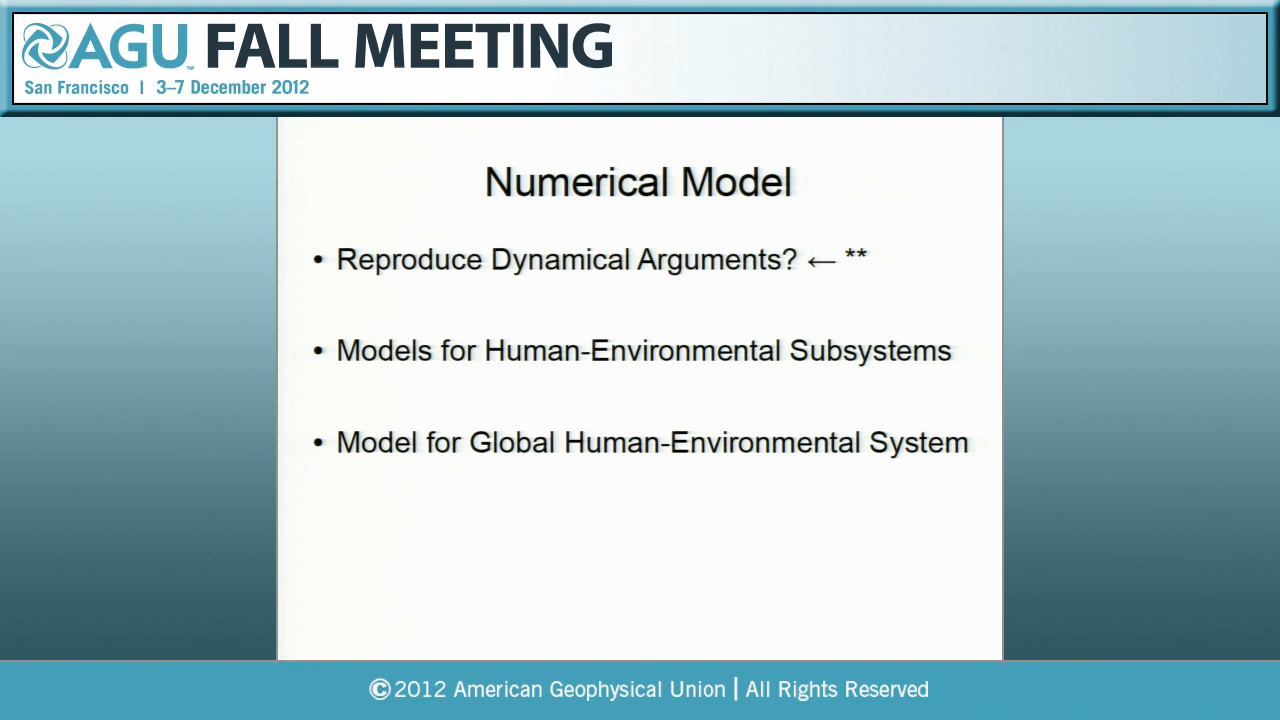 AGU™ FALL MEETING
San Francisco | 3–7 December 2012
Numerical Model
• Reproduce Dynamical Arguments? ← **
• Models for Human-Environmental Subsystems
• Model for Global Human-Environmental System
©2012 American Geophysical Union | All Rights Reserved